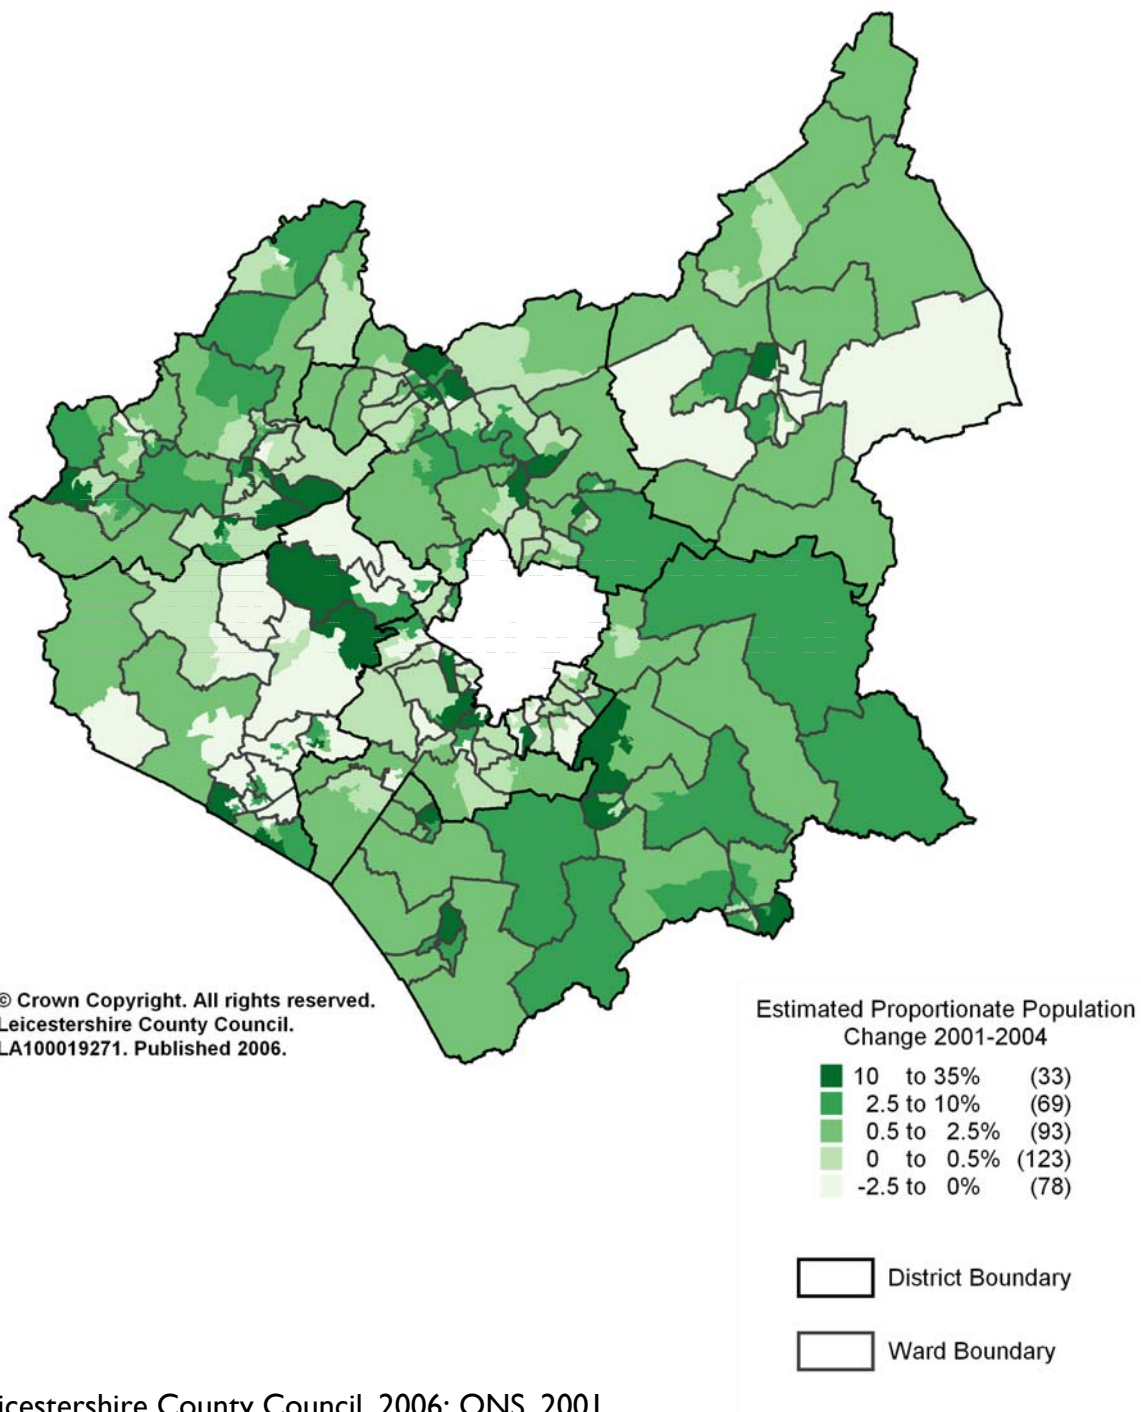 © Crown Copyright. All rights reserved.
Leicestershire County Council.
LA100019271. Published 2006.
Estimated Proportionate Population
Change 2001-2004
10 to 35% (33)
2.5 to 10% (69)
0.5 to 2.5% (93)
0 to 0.5% (123)
-2.5 to 0% (78)
District Boundary
Ward Boundary
icestershire County Council, 2006; ONS, 2001